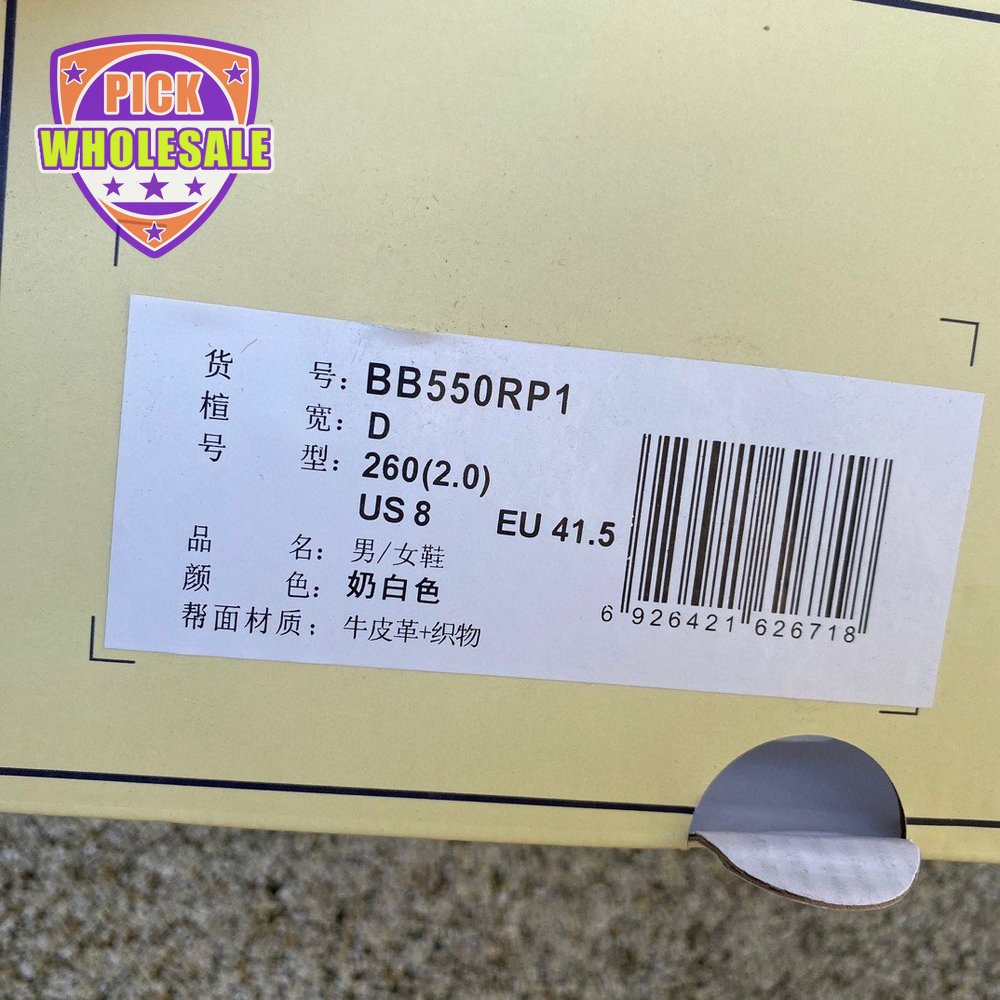 PICK
WHOLESALE
货 号: BB550RP1
楦 宽: D
号 型: 260(2.0)
US 8 EU 41.5
品 名: 男/女鞋
颜 色: 奶白色
帮面材质: 牛皮革+织物
6 926421 626718